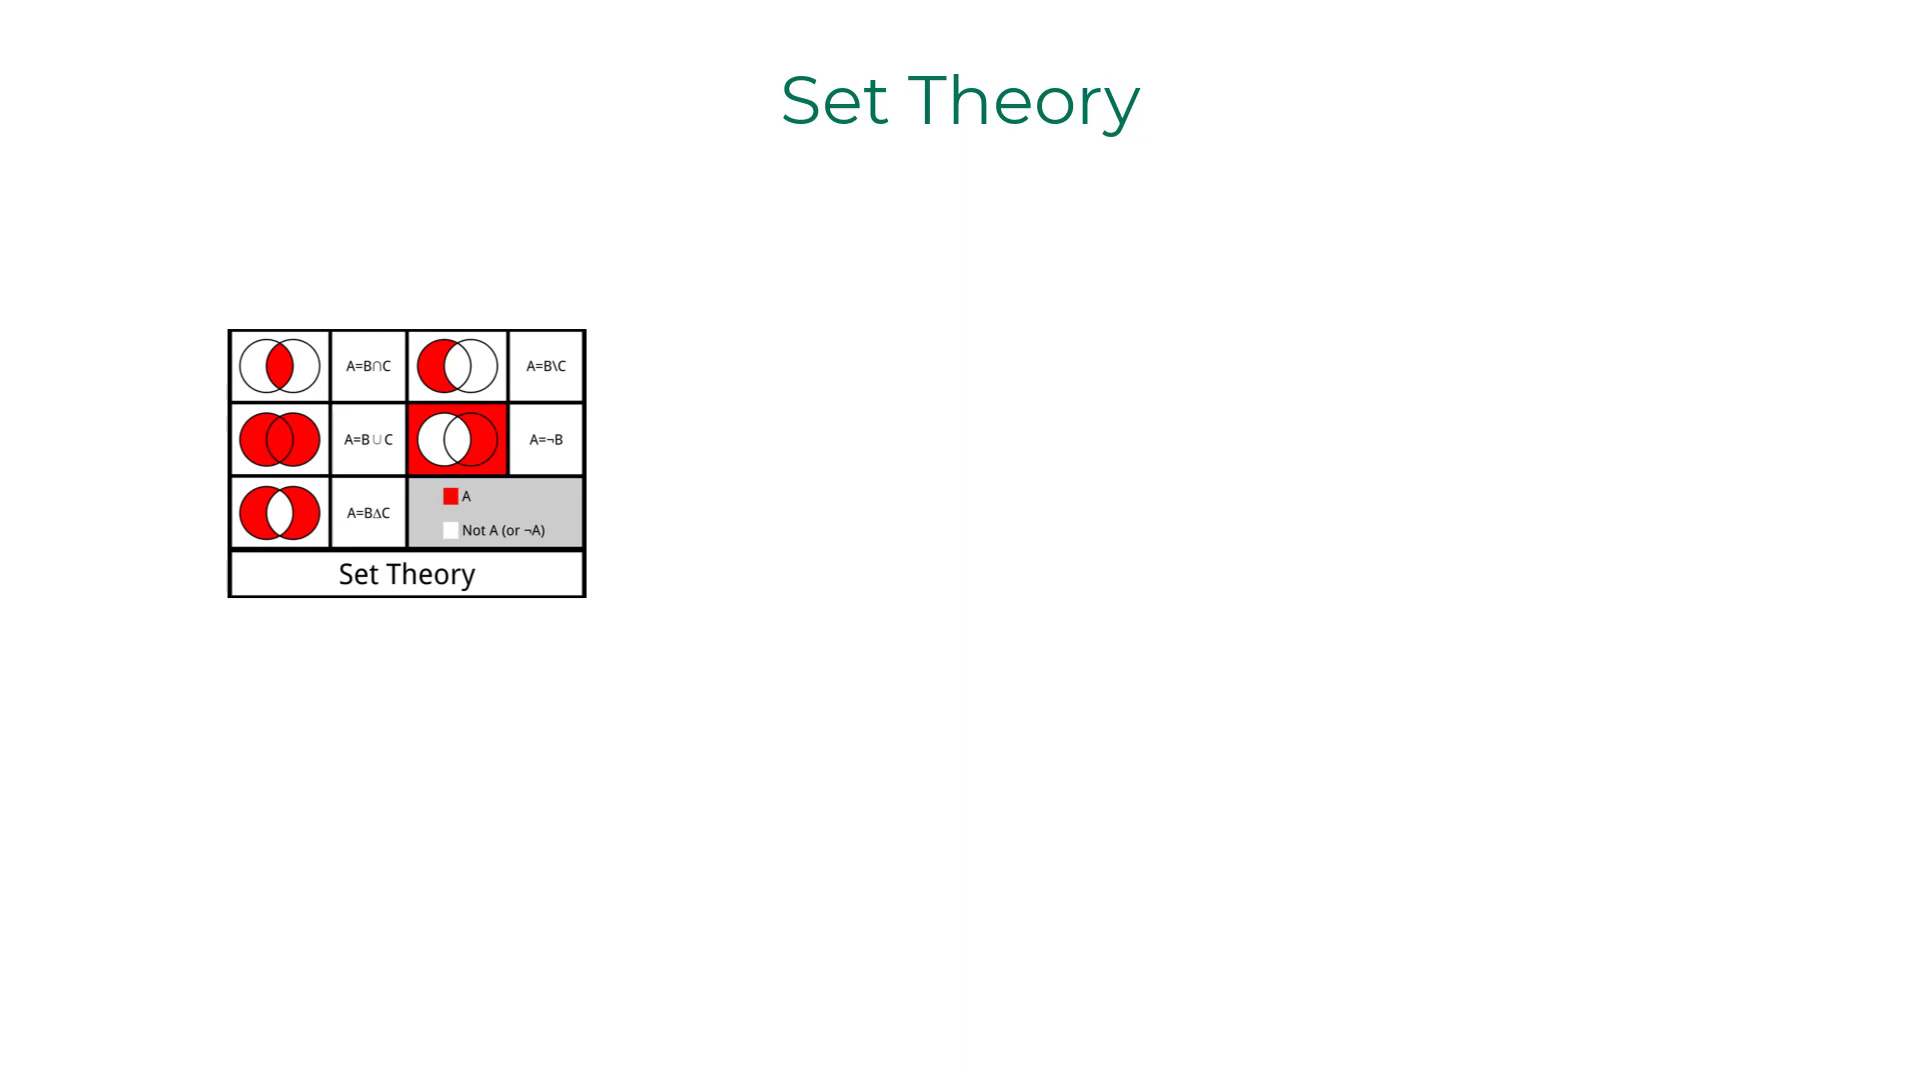 Set Theory
A=B∩C
A=B\C
A=B∪C
A=¬B
A=B∆C
A
Not A (or ¬A)
Set Theory